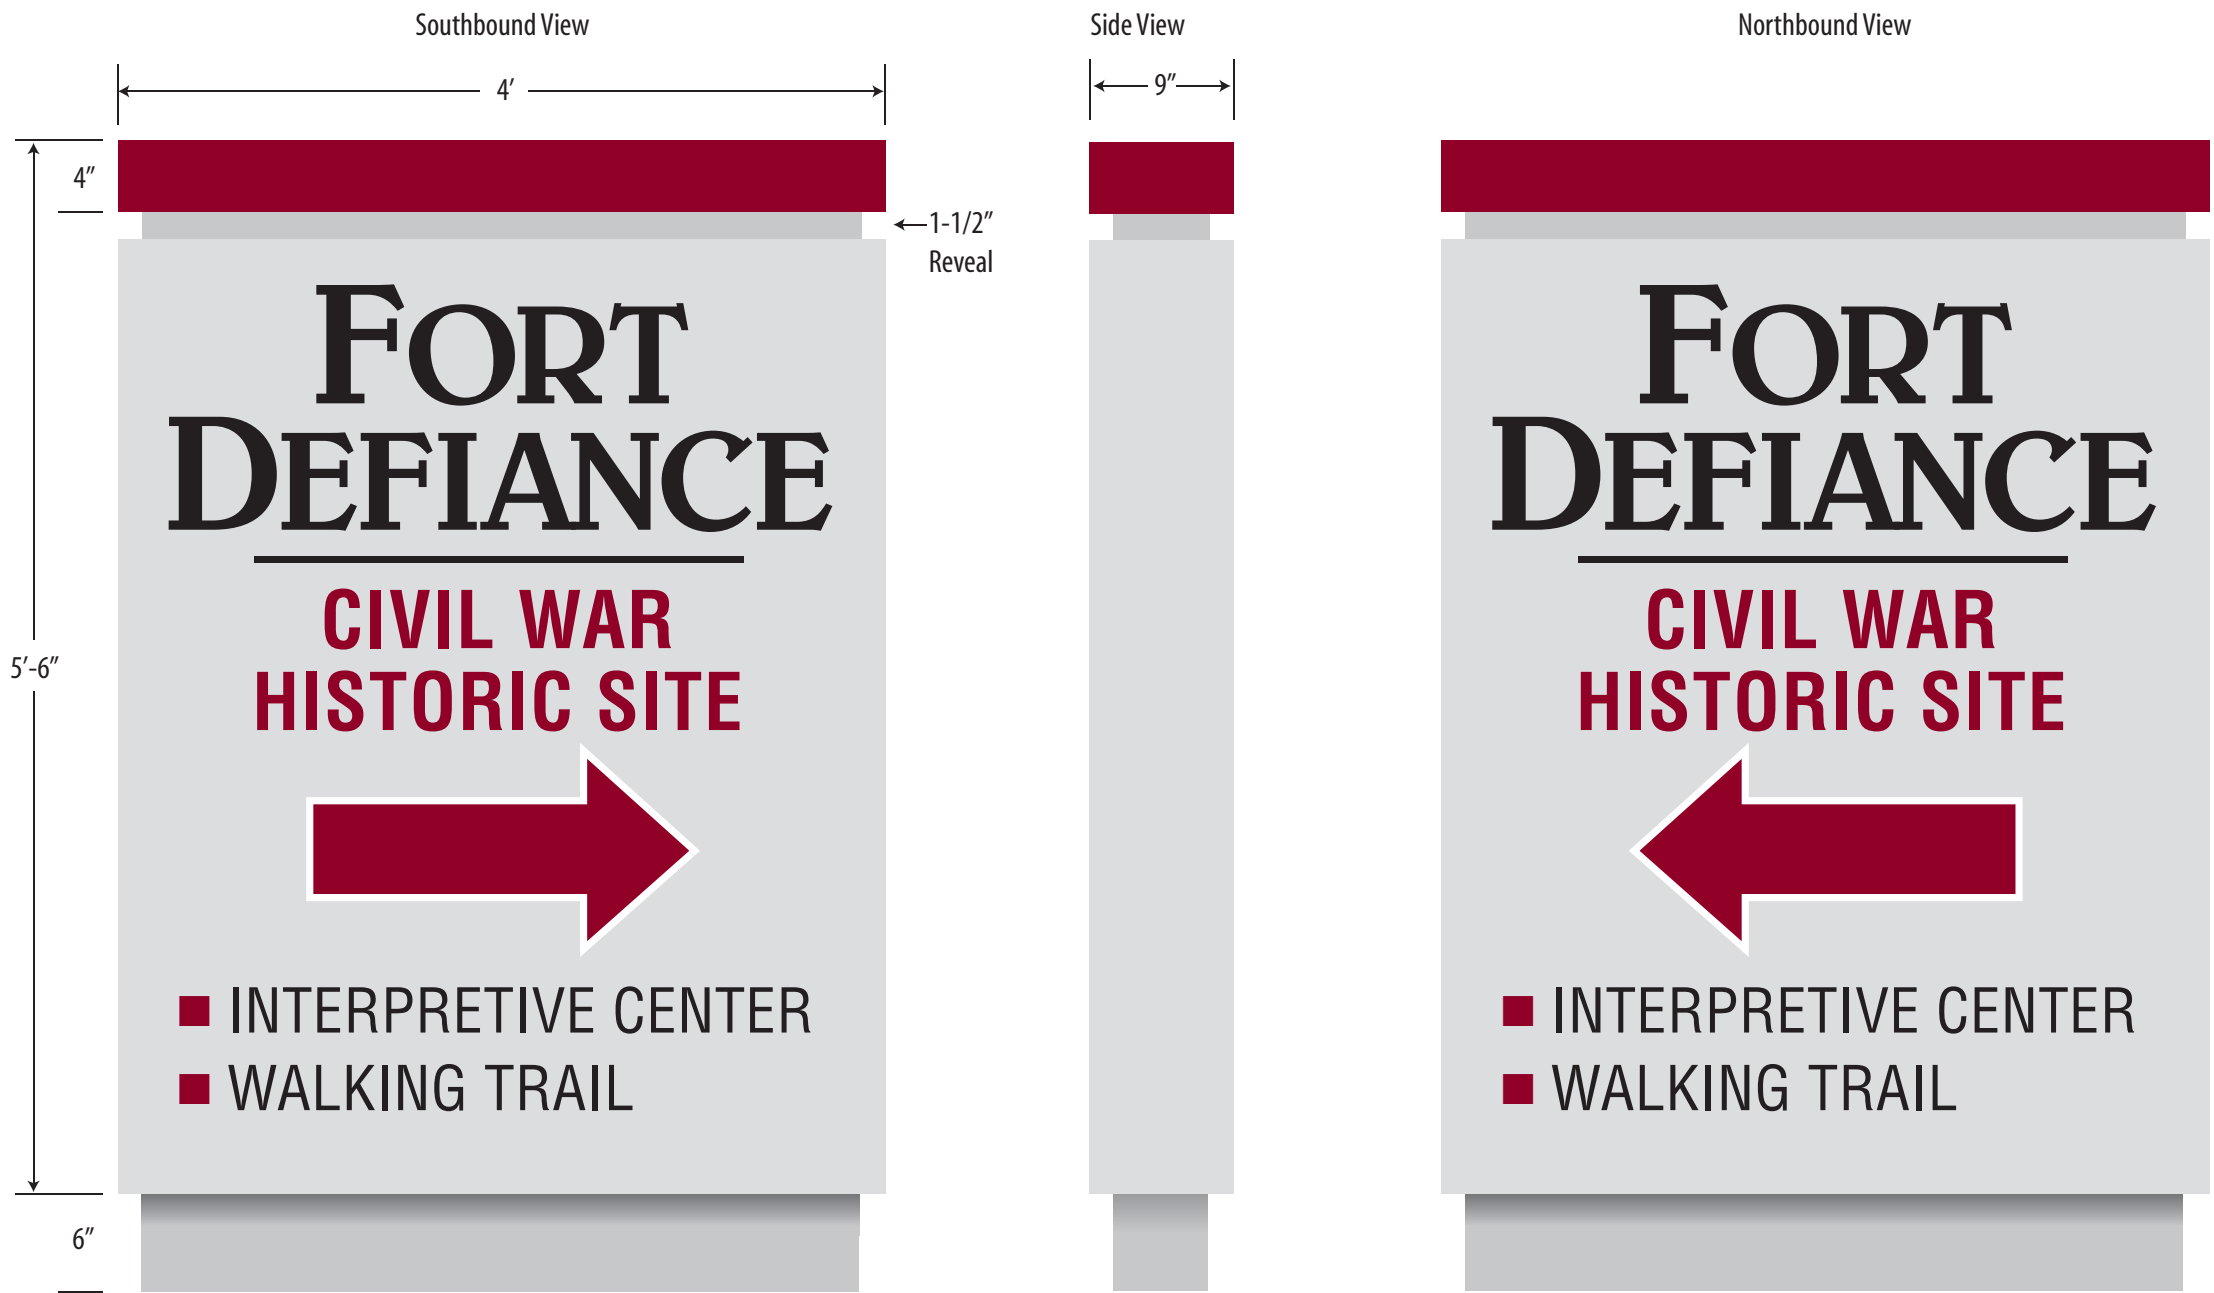 Southbound View
Side View
Northbound View
4’
9”
4”
1-1/2”
Reveal
5’-6”
6”
FORT
DEFIANCE
CIVIL WAR
HISTORIC SITE
INTERPRETIVE CENTER
WALKING TRAIL
FORT
DEFIANCE
CIVIL WAR
HISTORIC SITE
INTERPRETIVE CENTER
WALKING TRAIL